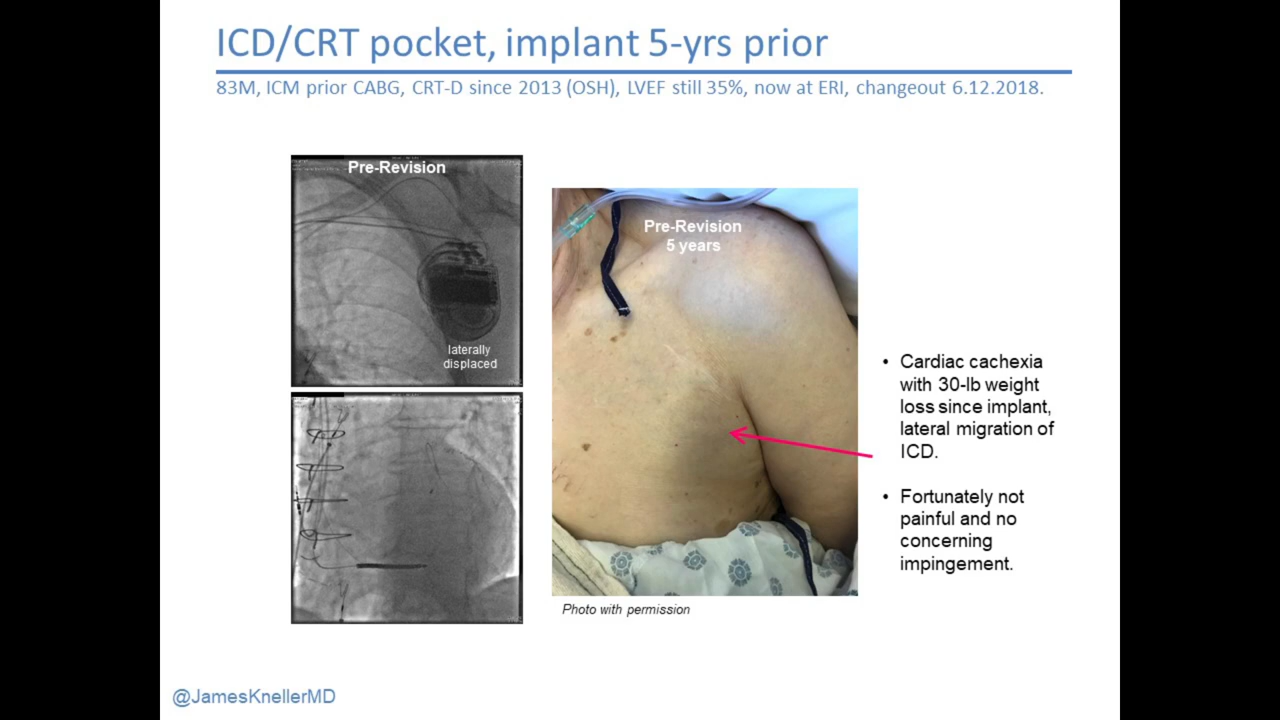 ICD/CRT pocket, implant 5-yrs prior
83M, ICM prior CABG, CRT-D since 2013 (OSH), LVEF still 35%, now at ERI, changeout 6.12.2018.
Pre-Revision
laterally
displaced
Pre-Revision
5 years
• Cardiac cachexia
with 30-lb weight
loss since implant,
lateral migration of
ICD.
• Fortunately not
painful and no
concerning
impingement.
Photo with permission
@JamesKnellerMD